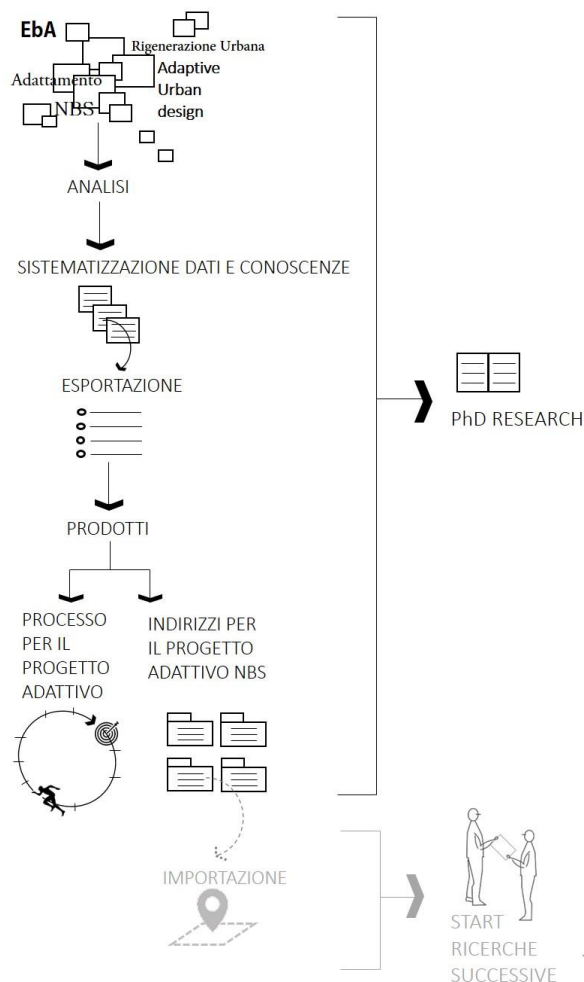 EbA
Rigenerazione Urbana
Adattamento
Adaptive
Urban
design
NBS
ANALISI
SISTEMATIZZAZIONE DATI E CONOSCENZE
ESPORTAZIONE
PhD RESEARCH
PRODOTTI
PROCESSO
PER IL
PROGETTO
ADATTIVO
INDIRIZZI PER
IL PROGETTO
ADATTIVO NBS
IMPORTAZIONE
START
RICERCHE
SUCCESSIVE